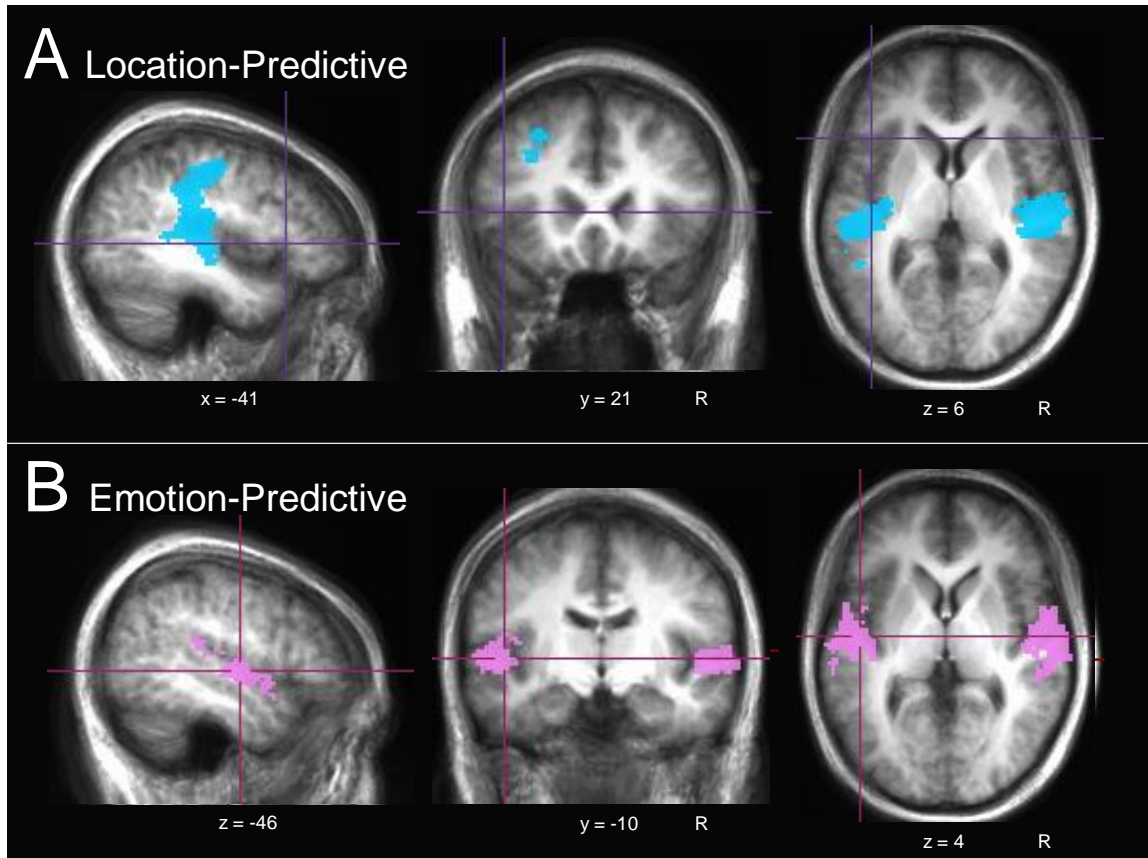 A Location-Predictive
x = -41
y = 21 R
z = 6 R
B Emotion-Predictive
z = -46
y = -10 R
z = 4 R